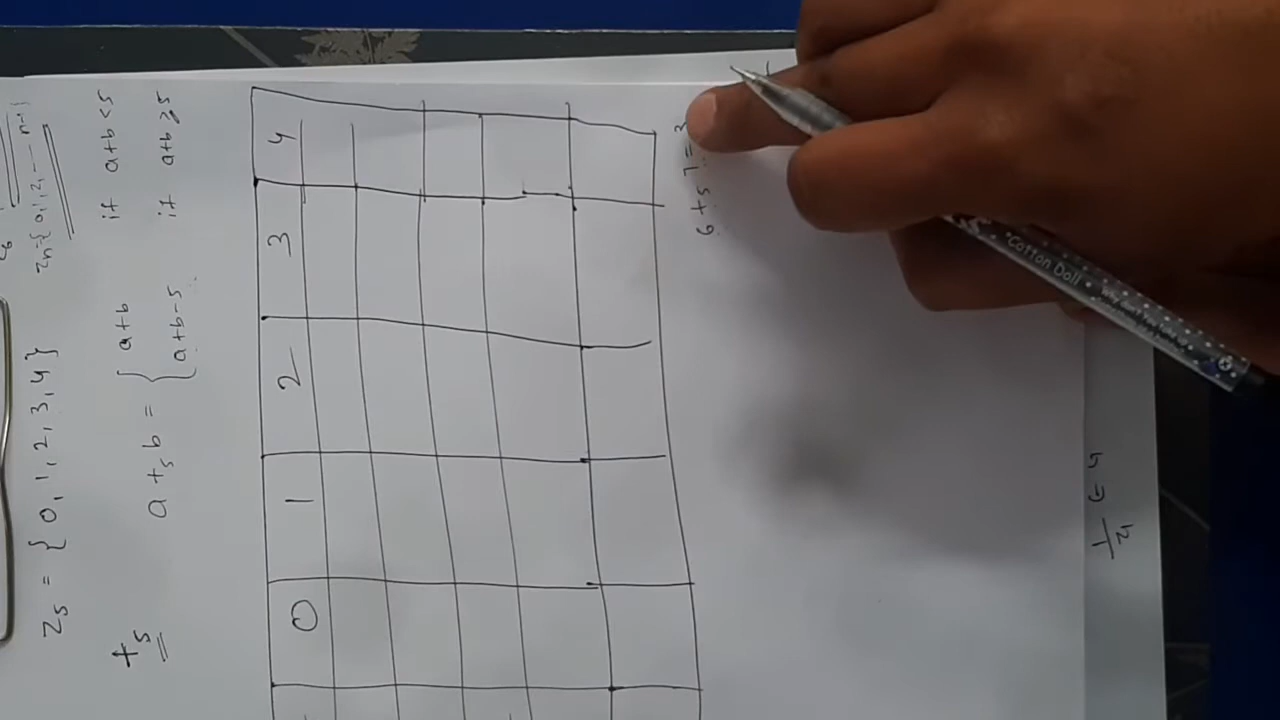 Zn={0,1,2,--- n-1}
Z5 = {0, 1, 2, 3, 4}
+5
a +5 b = { a+b if a+b<5
{ a+b-5 if a+b≥5
0 1 2 3 4
6 +5 7 = 3
"Cotton Doll"